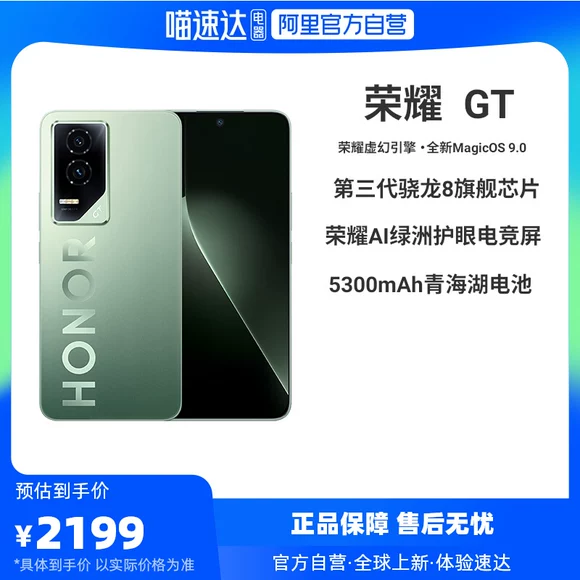 喵速达电器 阿里官方自营
荣耀 GT
荣耀虚幻引擎·全新MagicOS 9.0
第三代骁龙8旗舰芯片
荣耀AI绿洲护眼电竞屏
5300mAh青海湖电池
HONOR
预估到手价
¥2199
*具体到手价 以实际价格为准
正品保障 售后无忧
官方自营·全球上新·体验速达